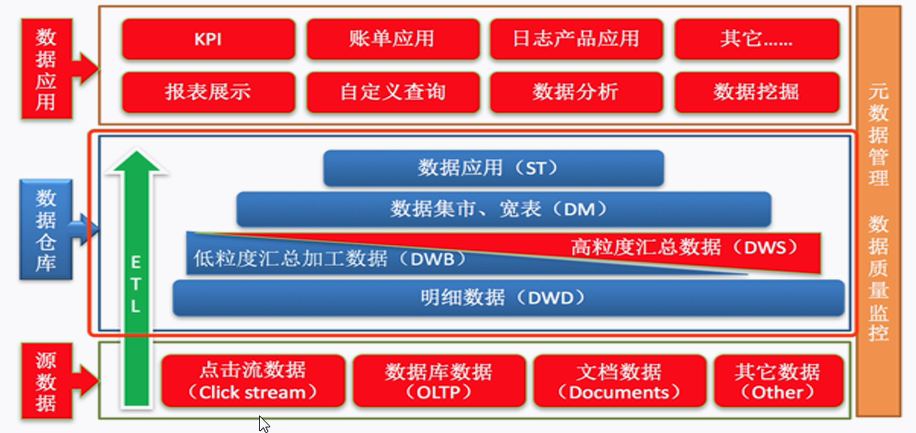 数据应用
KPI
账单应用
日志产品应用
其它......
报表展示
自定义查询
数据分析
数据挖掘
元数据管理 数据质量监控
数据仓库
ETL
数据应用（ST）
数据集市、宽表（DM）
高粒度汇总数据（DWS）
低粒度汇总加工数据（DWB）
明细数据（DWD）
源数据
点击流数据
（Click stream）
数据库数据
（OLTP）
文档数据
（Documents）
其它数据
（Other）